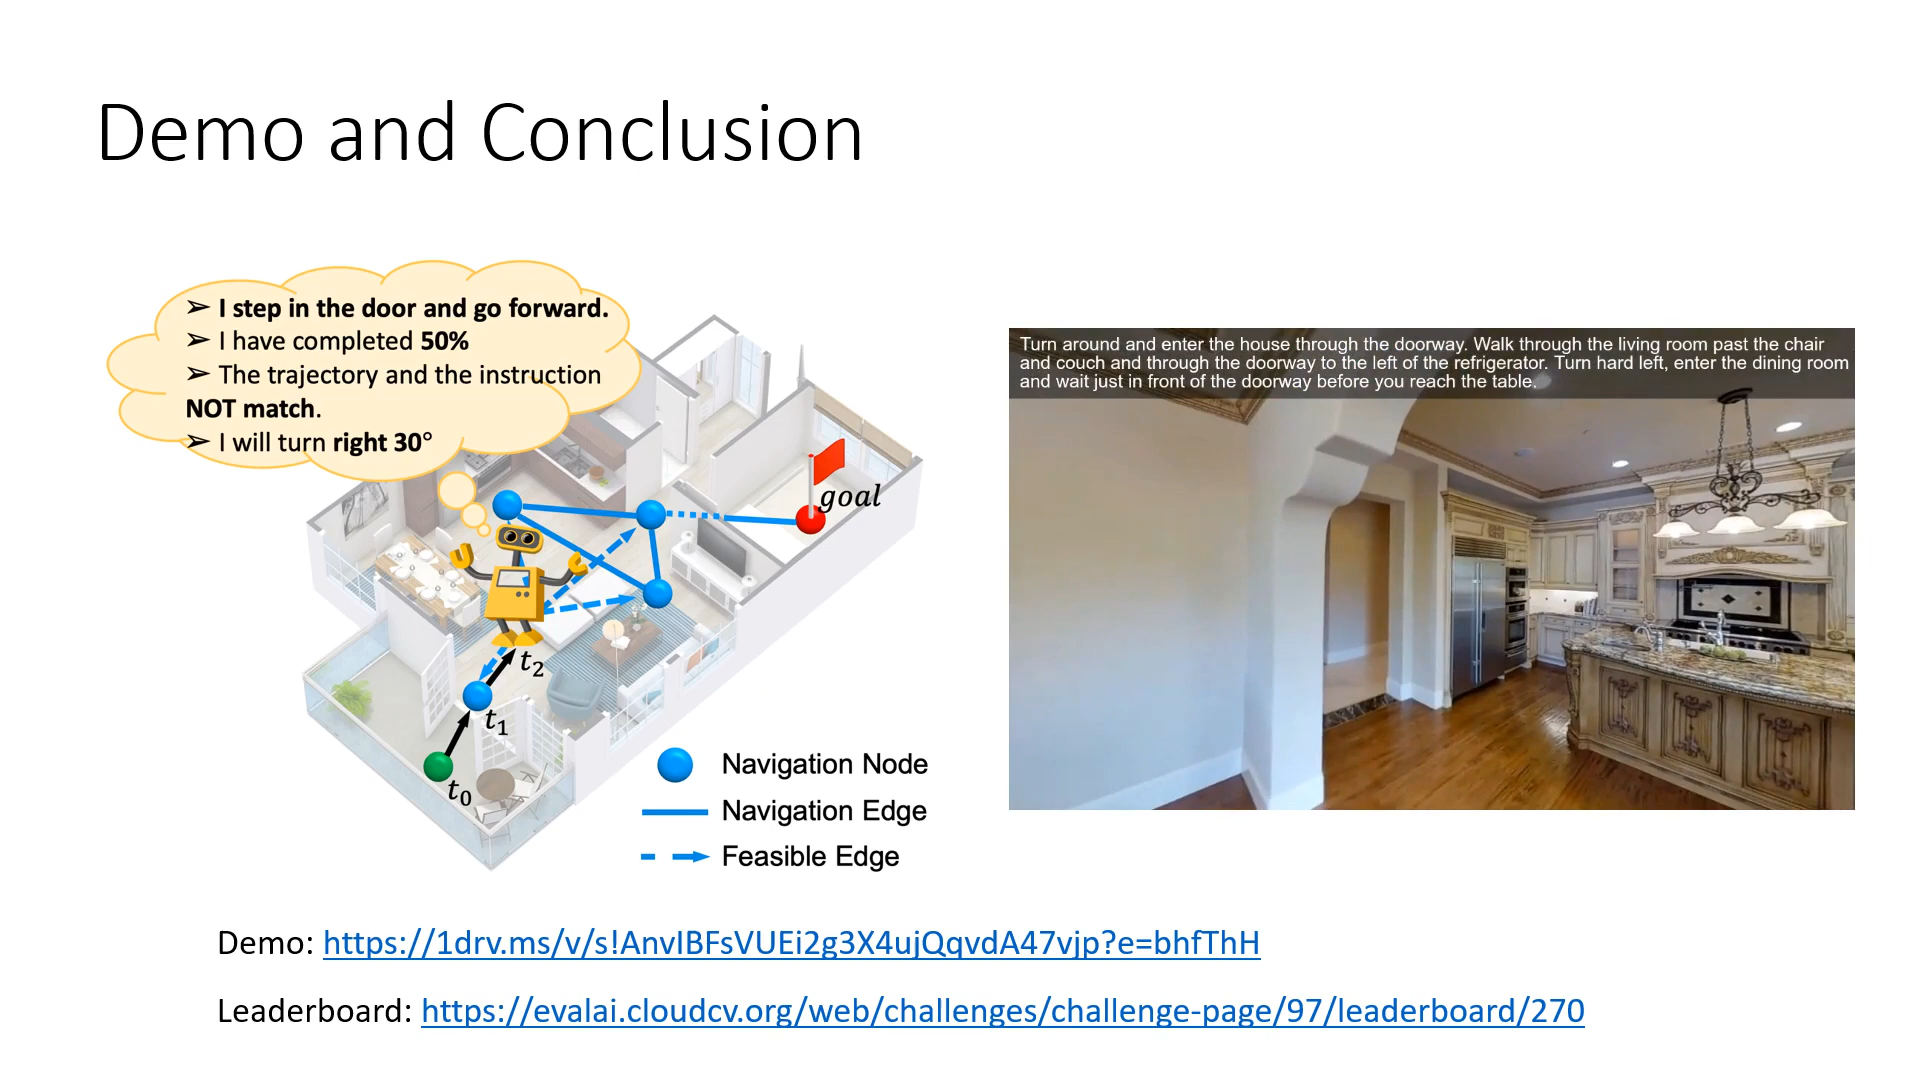 Demo and Conclusion
➢ I step in the door and go forward.
➢ I have completed 50%
➢ The trajectory and the instruction
NOT match.
➢ I will turn right 30°
goal
t2
t1
t0
Navigation Node
Navigation Edge
Feasible Edge
Turn around and enter the house through the doorway. Walk through the living room past the chair
and couch and through the doorway to the left of the refrigerator. Turn hard left, enter the dining room
and wait just in front of the doorway before you reach the table.
Demo: https://1drv.ms/v/s!AnvIBFsVUEi2g3X4ujQqvdA47vjp?e=bhfThH
Leaderboard: https://evalai.cloudcv.org/web/challenges/challenge-page/97/leaderboard/270